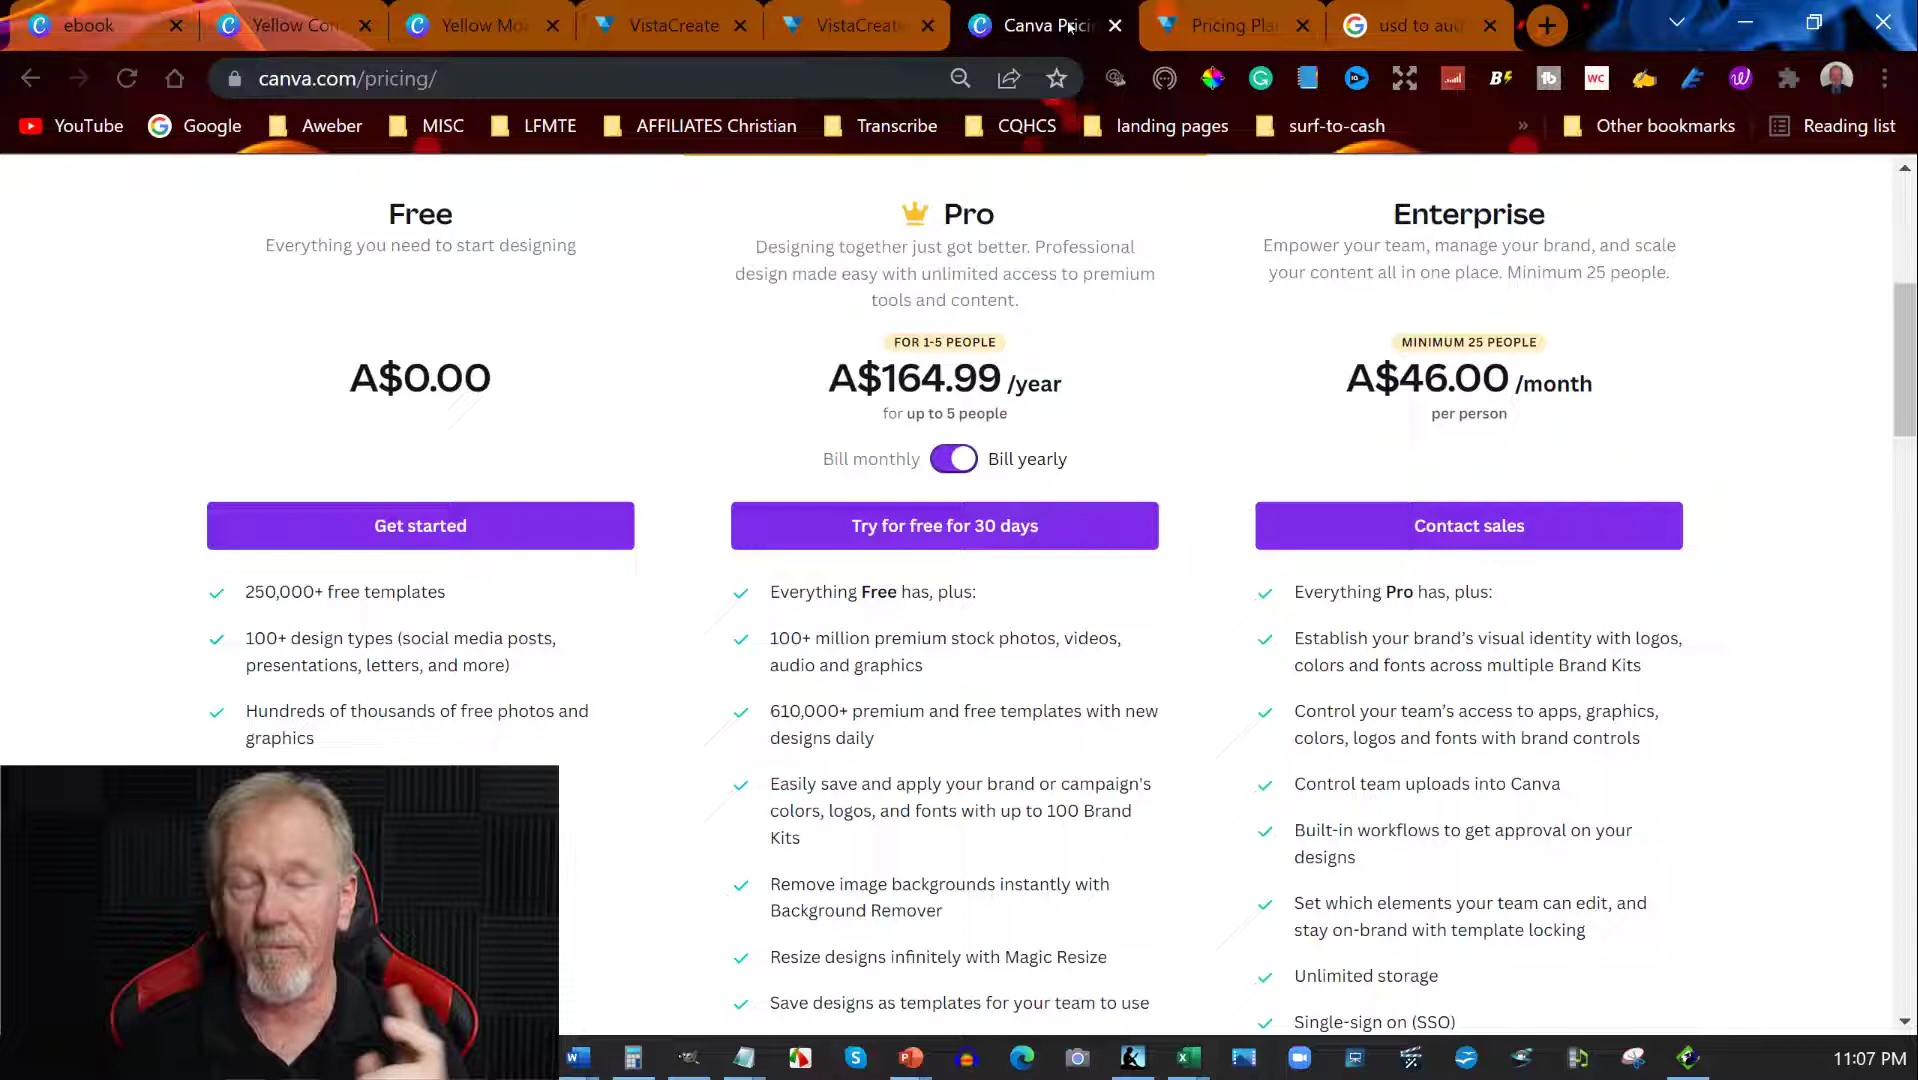 ebook
Yellow Con
Yellow Mo
VistaCreate
VistaCreate
Canva Prici
Pricing Pla
usd to aud
canva.com/pricing/
YouTube
Google
Aweber
MISC
LFMTE
AFFILIATES Christian
Transcribe
CQHCS
landing pages
surf-to-cash
»
Other bookmarks
Reading list
Free
Everything you need to start designing
A$0.00
Get started
250,000+ free templates
100+ design types (social media posts,
presentations, letters, and more)
Hundreds of thousands of free photos and
graphics
Pro
Designing together just got better. Professional
design made easy with unlimited access to premium
tools and content.
FOR 1-5 PEOPLE
A$164.99 /year
for up to 5 people
Bill monthly
Bill yearly
Try for free for 30 days
Everything Free has, plus:
100+ million premium stock photos, videos,
audio and graphics
610,000+ premium and free templates with new
designs daily
Easily save and apply your brand or campaign's
colors, logos, and fonts with up to 100 Brand
Kits
Remove image backgrounds instantly with
Background Remover
Resize designs infinitely with Magic Resize
Save designs as templates for your team to use
Enterprise
Empower your team, manage your brand, and scale
your content all in one place. Minimum 25 people.
MINIMUM 25 PEOPLE
A$46.00 /month
per person
Contact sales
Everything Pro has, plus:
Establish your brand’s visual identity with logos,
colors and fonts across multiple Brand Kits
Control your team’s access to apps, graphics,
colors, logos and fonts with brand controls
Control team uploads into Canva
Built-in workflows to get approval on your
designs
Set which elements your team can edit, and
stay on-brand with template locking
Unlimited storage
Single-sign on (SSO)
11:07 PM